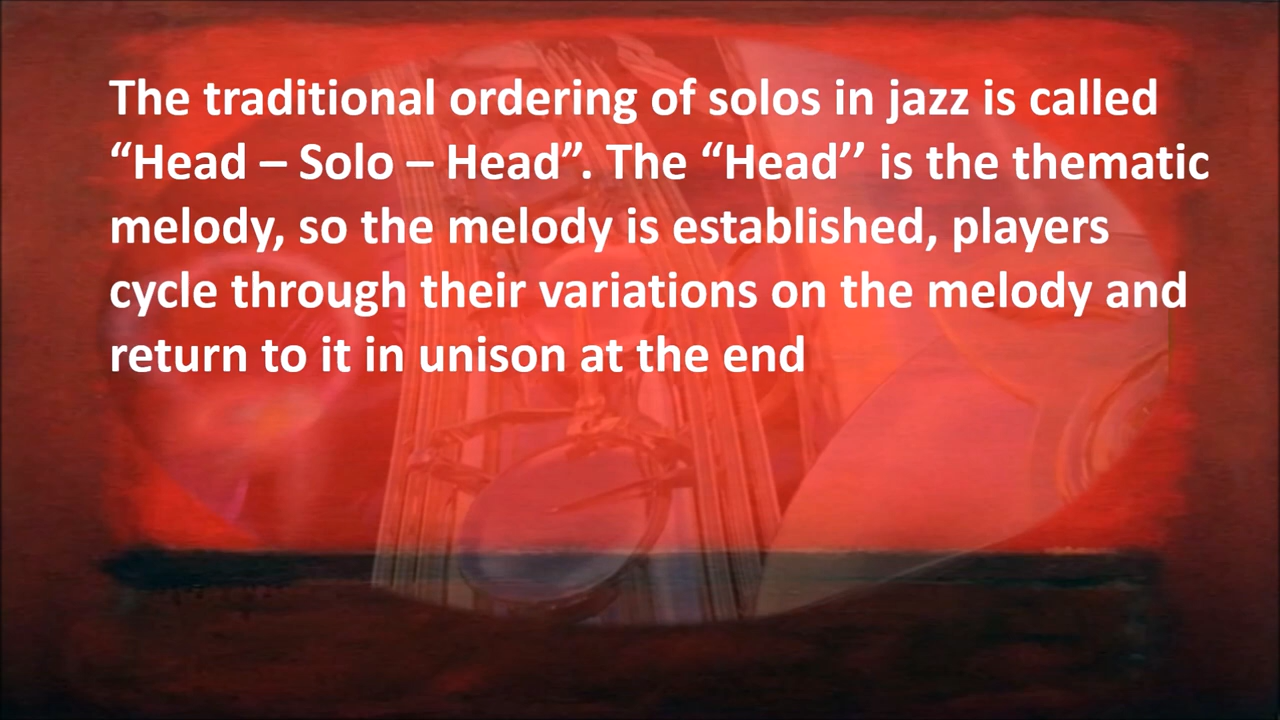 The traditional ordering of solos in jazz is called
“Head – Solo – Head”. The “Head’’ is the thematic
melody, so the melody is established, players
cycle through their variations on the melody and
return to it in unison at the end